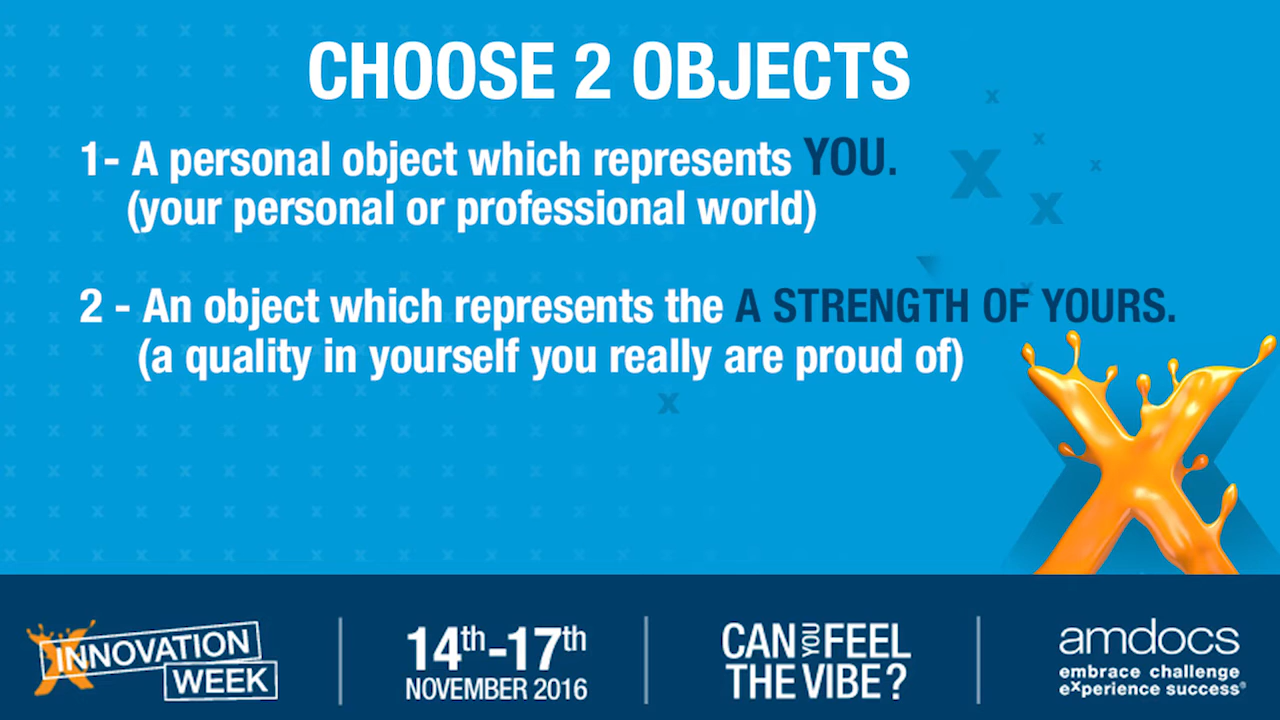 CHOOSE 2 OBJECTS
1- A personal object which represents YOU.
(your personal or professional world)
2 - An object which represents the A STRENGTH OF YOURS.
(a quality in yourself you really are proud of)
INNOVATION
WEEK
14th-17th
NOVEMBER 2016
CAN YOU FEEL
THE VIBE?
amdocs
embrace challenge
experience success®